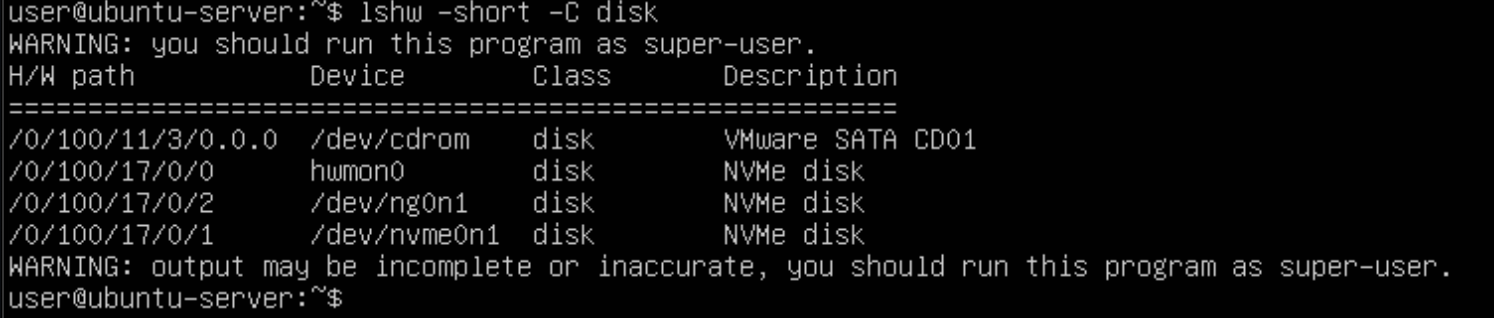 user@ubuntu-server:~$ lshw -short -C disk
WARNING: you should run this program as super-user.
H/W path           Device        Class      Description
========================================================
/0/100/11/3/0.0.0  /dev/cdrom    disk       VMware SATA CD01
/0/100/17/0/0      hwmon0        disk       NVMe disk
/0/100/17/0/2      /dev/ng0n1    disk       NVMe disk
/0/100/17/0/1      /dev/nvme0n1  disk       NVMe disk
WARNING: output may be incomplete or inaccurate, you should run this program as super-user.
user@ubuntu-server:~$